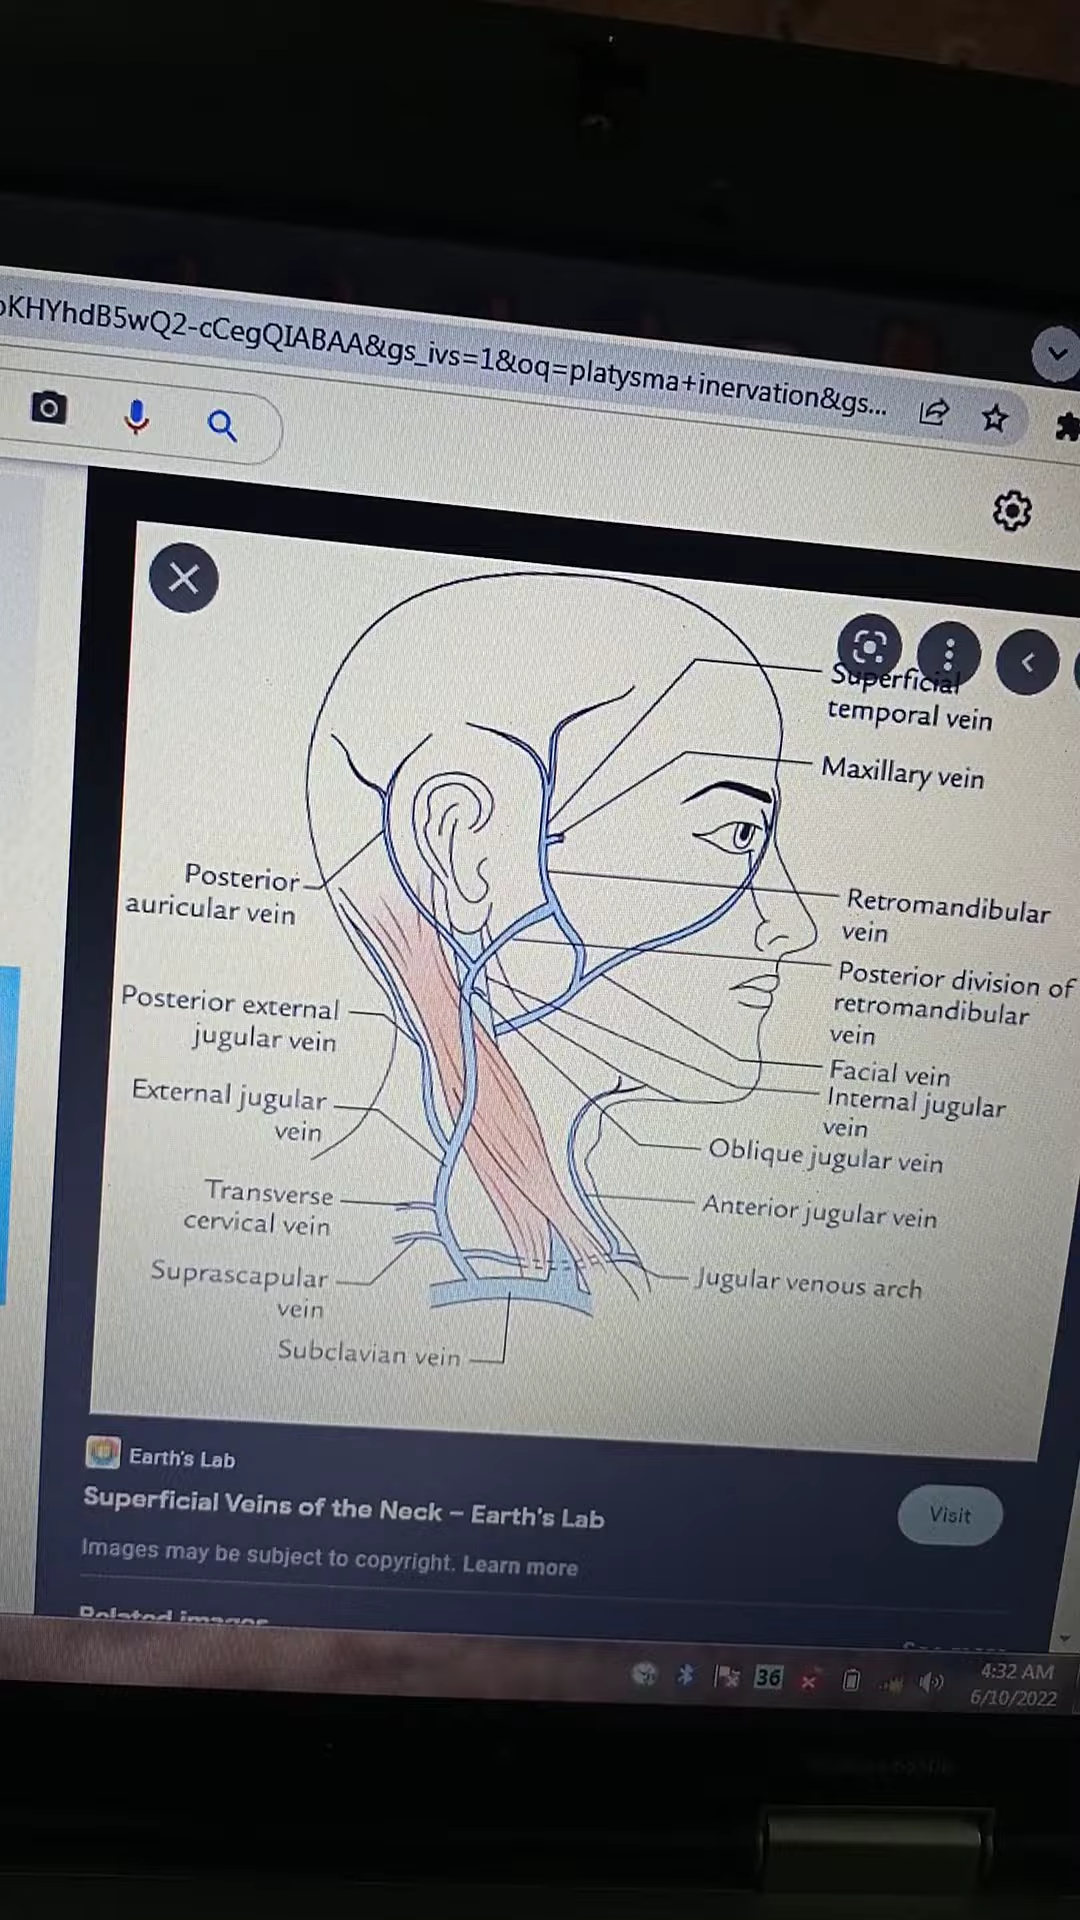 KHYhdB5wQ2-cCegQIABAA&gs_ivs=1&oq=platysma+inervation&gs...
Superficial
temporal vein
Maxillary vein
Posterior
auricular vein
Retromandibular
vein
Posterior division of
retromandibular
vein
Posterior external
jugular vein
Facial vein
Internal jugular
vein
External jugular
vein
Oblique jugular vein
Transverse
cervical vein
Anterior jugular vein
Suprascapular
vein
Jugular venous arch
Subclavian vein
Earth's Lab
Superficial Veins of the Neck – Earth's Lab
Visit
Images may be subject to copyright. Learn more
Related images
36
4:32 AM
6/10/2022